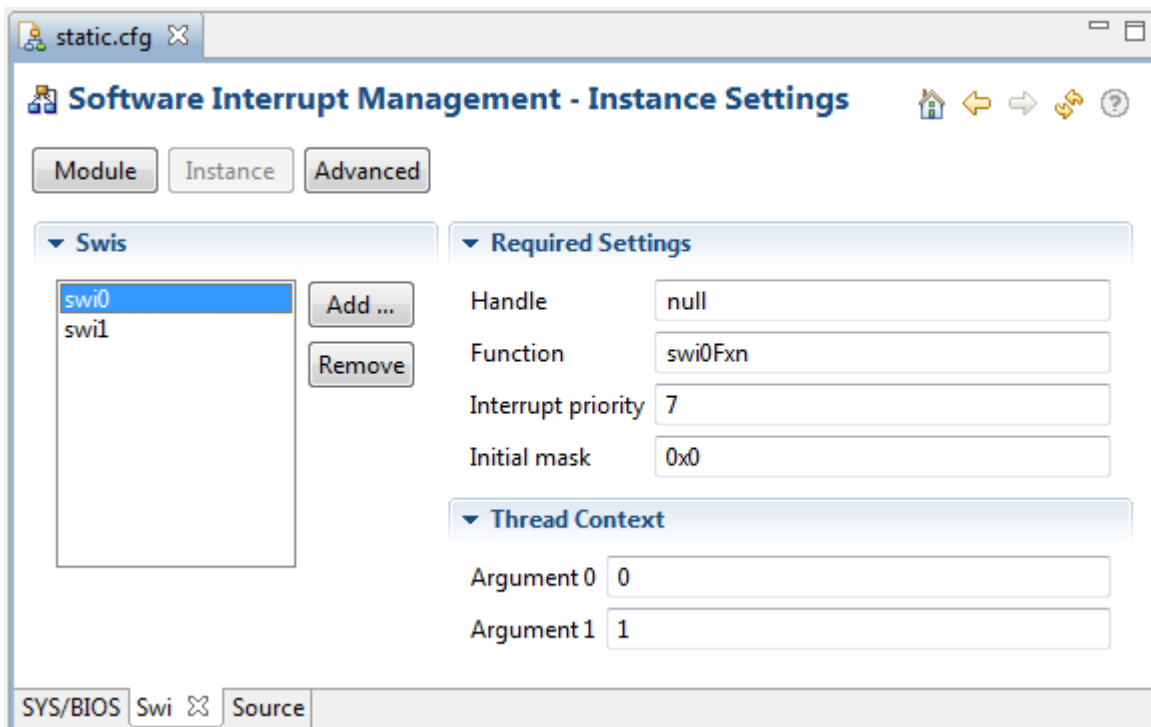 static.cfg
Software Interrupt Management - Instance Settings
Module Instance Advanced
Swis
swi0
swi1
Add ...
Remove
Required Settings
Handle null
Function swi0Fxn
Interrupt priority 7
Initial mask 0x0
Thread Context
Argument 0 0
Argument 1 1
SYS/BIOS Swi Source